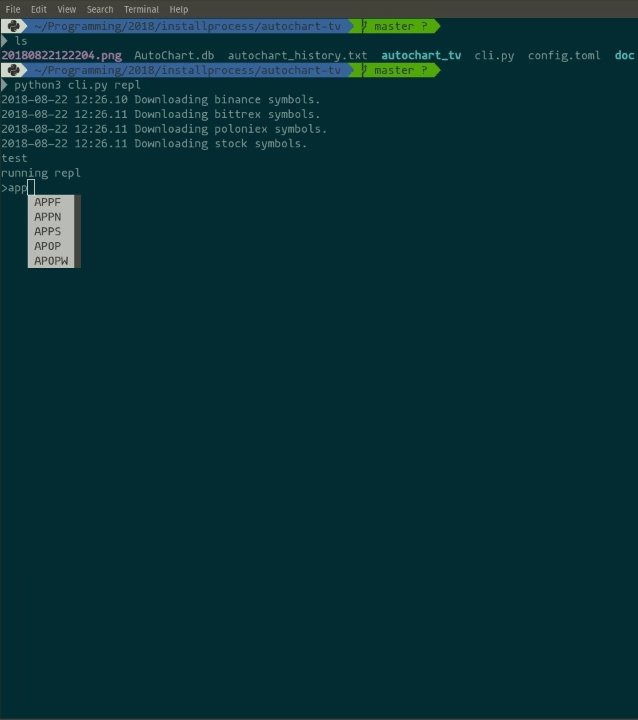 File Edit View Search Terminal Help
~/Programming/2018/installprocess/autochart-tv master ?
ls
20180822122204.png AutoChart.db autochart_history.txt autochart_tv cli.py config.toml doc
~/Programming/2018/installprocess/autochart-tv master ?
python3 cli.py repl
2018-08-22 12:26.10 Downloading binance symbols.
2018-08-22 12:26.11 Downloading bittrex symbols.
2018-08-22 12:26.11 Downloading poloniex symbols.
2018-08-22 12:26.11 Downloading stock symbols.
test
running repl
>app
APPF
APPN
APPS
APOP
APOPW